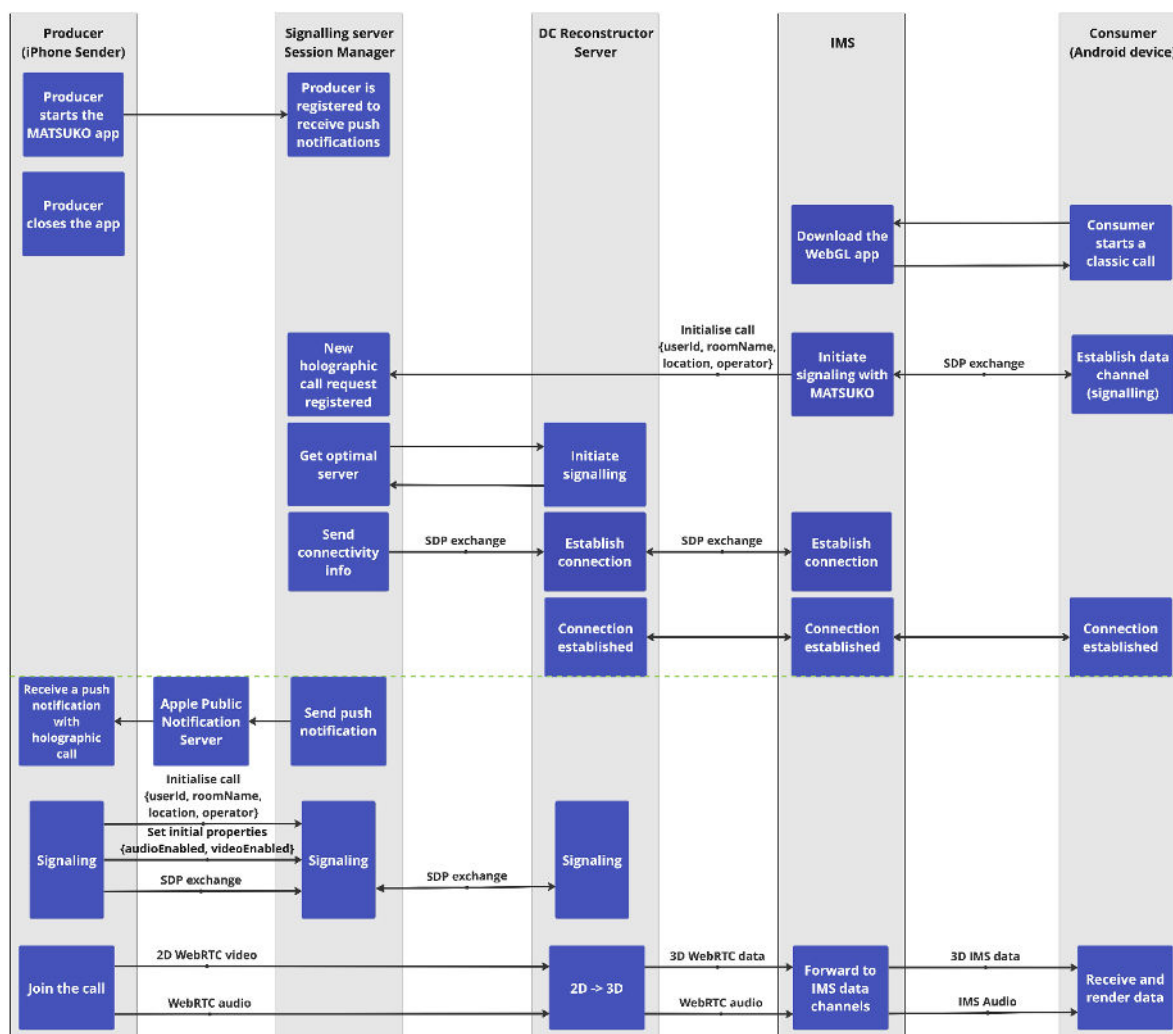 Producer
(iPhone Sender)
Signalling server
Session Manager
DC Reconstructor
Server
IMS
Consumer
(Android device)
Producer
starts the
MATSUKO app
Producer is
registered to
receive push
notifications
Producer
closes the app
Download the
WebGL app
Consumer
starts a
classic call
New
holographic
call request
registered
Initialise call
{userId, roomName,
location, operator}
Initiate
signaling with
MATSUKO
SDP exchange
Establish data
channel
(signalling)
Get optimal
server
Initiate
signalling
Send
connectivity
info
SDP exchange
Establish
connection
SDP exchange
Establish
connection
Connection
established
Connection
established
Connection
established
Receive a push
notification
with
holographic
call
Apple Public
Notification
Server
Send push
notification
Signaling
Initialise call
{userId, roomName,
location, operator}
Set initial properties
{audioEnabled, videoEnabled}
SDP exchange
Signaling
SDP exchange
Signaling
Join the call
2D WebRTC video
WebRTC audio
2D -> 3D
3D WebRTC data
WebRTC audio
Forward to
IMS data
channels
3D IMS data
IMS Audio
Receive and
render data